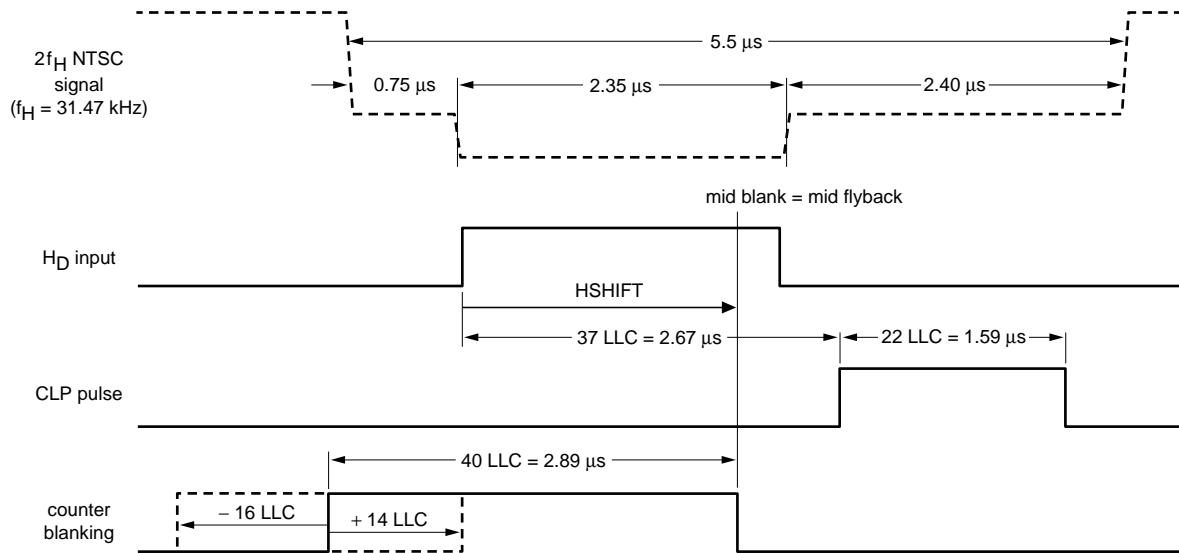 2fH NTSC
signal
(fH = 31.47 kHz)
5.5 μs
0.75 μs
2.35 μs
2.40 μs
mid blank = mid flyback
HD input
HSHIFT
37 LLC = 2.67 μs
22 LLC = 1.59 μs
CLP pulse
40 LLC = 2.89 μs
counter
blanking
− 16 LLC
+ 14 LLC